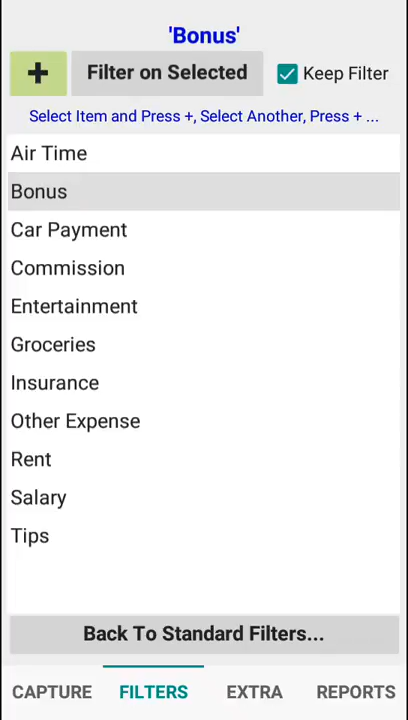 'Bonus'
+ Filter on Selected Keep Filter
Select Item and Press +, Select Another, Press + ...
Air Time
Bonus
Car Payment
Commission
Entertainment
Groceries
Insurance
Other Expense
Rent
Salary
Tips
Back To Standard Filters...
CAPTURE FILTERS EXTRA REPORTS